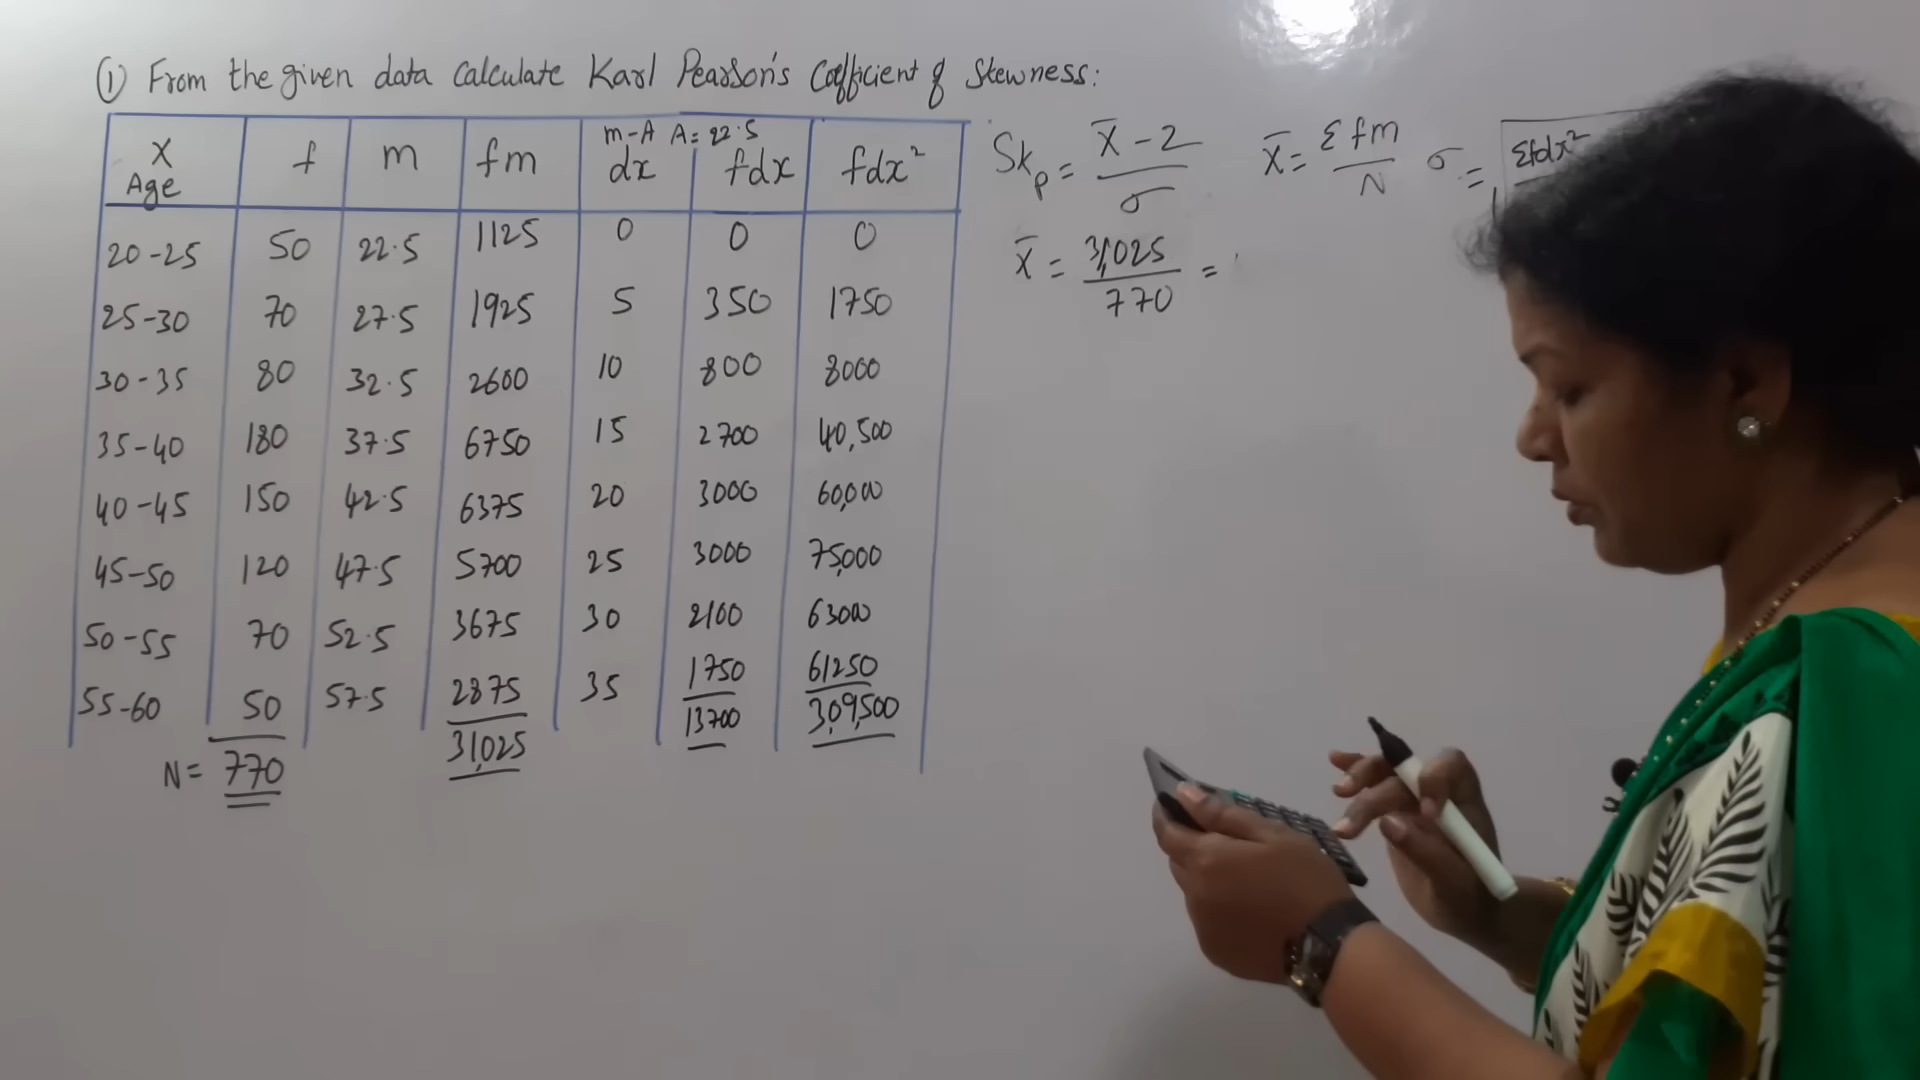 ① From the given data calculate Karl Pearson's Coefficient of Skewness:
X Age f m fm m-A dx A=22.5 fdx fdx²
20-25 50 22.5 1125 0 0 0
25-30 70 27.5 1925 5 350 1750
30-35 80 32.5 2600 10 800 8000
35-40 180 37.5 6750 15 2700 40,500
40-45 150 42.5 6375 20 3000 60,000
45-50 120 47.5 5700 25 3000 75,000
50-55 70 52.5 3675 30 2100 63000
55-60 50 57.5 2875 35 1750 61250
N= 770 31,025 13700 3,09,500
Skp = X̄ - Z / σ X̄ = Σfm / N σ = √Σfdx²
X̄ = 31,025 / 770 =